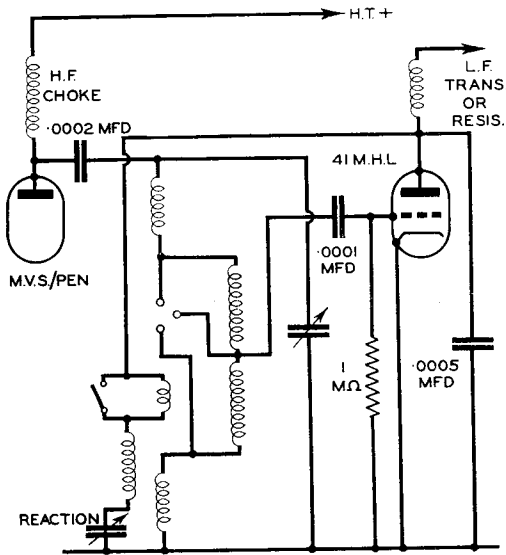 H.T.+
H.F.
CHOKE
.0002 MFD
L.F.
TRANS.
OR
RESIS.
41 M.H.L
M.V.S./PEN
.0001
MFD
1
MΩ
.0005
MFD
REACTION